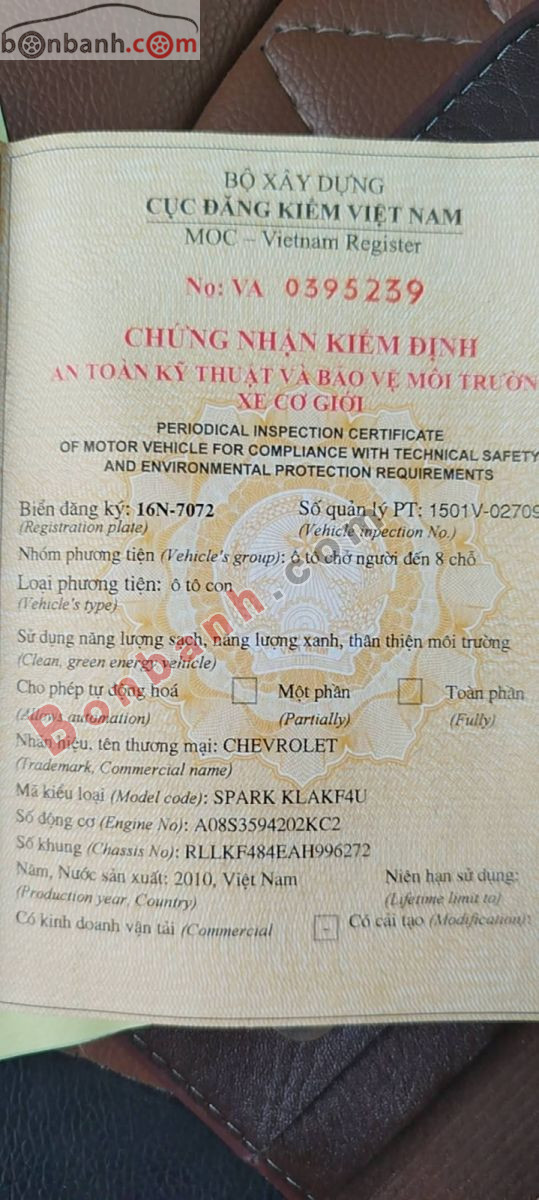 bonbanh.com
BỘ XÂY DỰNG
CỤC ĐĂNG KIỂM VIỆT NAM
MOC – Vietnam Register
No: VA 0395239
CHỨNG NHẬN KIỂM ĐỊNH
AN TOÀN KỸ THUẬT VÀ BẢO VỆ MÔI TRƯỜN
XE CƠ GIỚI
PERIODICAL INSPECTION CERTIFICATE
OF MOTOR VEHICLE FOR COMPLIANCE WITH TECHNICAL SAFETY
AND ENVIRONMENTAL PROTECTION REQUIREMENTS
Biển đăng ký: 16N-7072 Số quản lý PT: 1501V-02709
(Registration plate) (Vehicle inpection No.)
Nhóm phương tiện (Vehicle's group): ô tô chở người đến 8 chỗ
Loại phương tiện: ô tô con
(Vehicle's type)
Sử dụng năng lượng sạch, năng lượng xanh, thân thiện môi trường
(Clean, green energy vehicle)
Cho phép tự động hoá Một phần Toàn phần
(Allows automation) (Partially) (Fully)
Nhãn hiệu, tên thương mại: CHEVROLET
(Trademark, Commercial name)
Mã kiểu loại (Model code): SPARK KLAKF4U
Số động cơ (Engine No): A08S3594202KC2
Số khung (Chassis No): RLLKF484EAH996272
Năm, Nước sản xuất: 2010, Việt Nam Niên hạn sử dụng:
(Production year, Country) (Lifetime limit to)
Có kinh doanh vận tải (Commercial - Có cải tạo (Modification):
Bonbanh.com